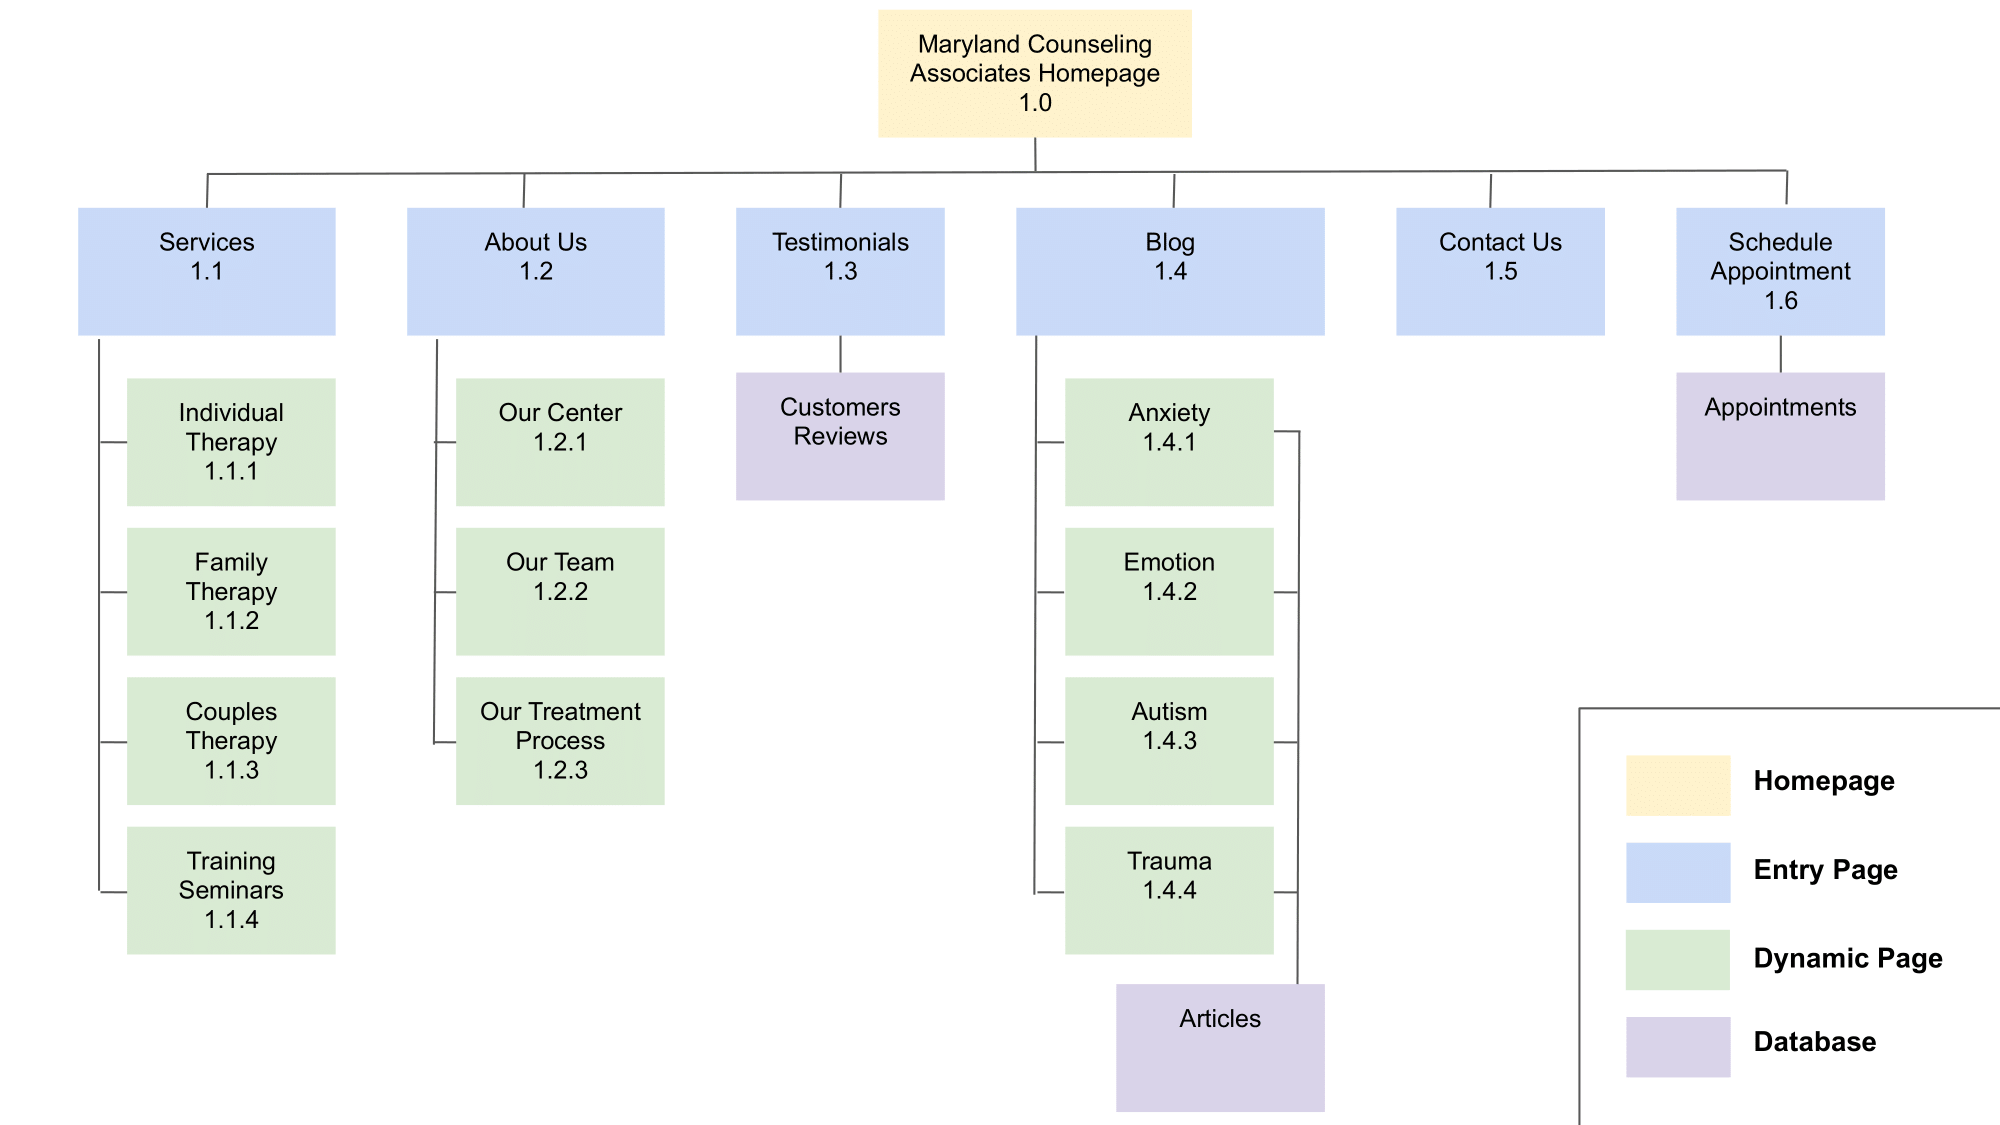 Maryland Counseling
Associates Homepage
1.0
Services
1.1
About Us
1.2
Testimonials
1.3
Blog
1.4
Contact Us
1.5
Schedule
Appointment
1.6
Individual
Therapy
1.1.1
Family
Therapy
1.1.2
Couples
Therapy
1.1.3
Training
Seminars
1.1.4
Our Center
1.2.1
Our Team
1.2.2
Our Treatment
Process
1.2.3
Customers
Reviews
Anxiety
1.4.1
Emotion
1.4.2
Autism
1.4.3
Trauma
1.4.4
Articles
Appointments
Homepage
Entry Page
Dynamic Page
Database